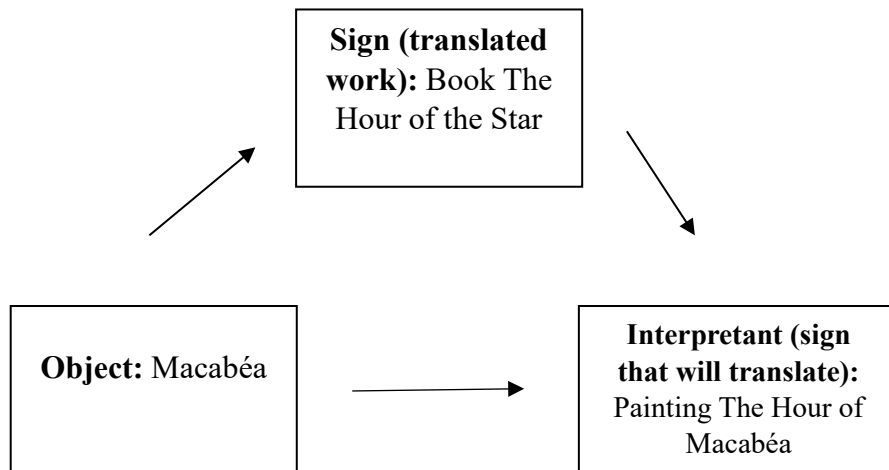 Sign (translated
work): Book The
Hour of the Star
Object: Macabéa
Interpretant (sign
that will translate):
Painting The Hour of
Macabéa